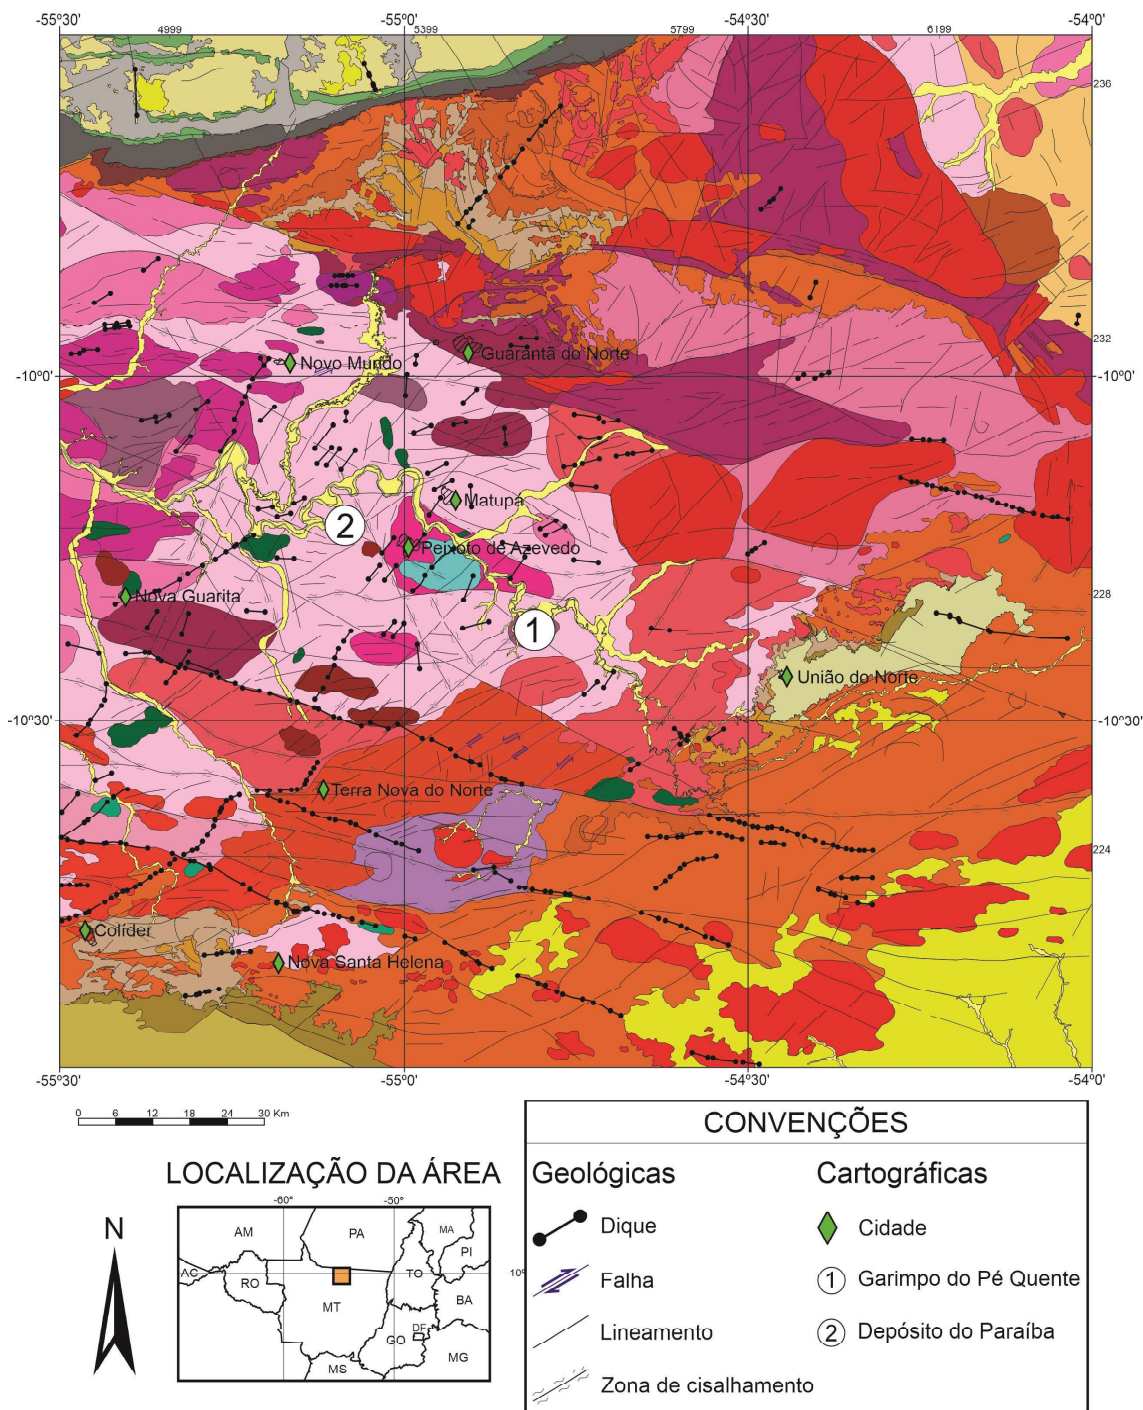 -55°30' -55°0' -54°30' -54°0'
4999 5399 5799 6199
236
232
Guarantã do Norte
Novo Mundo
-10°0' -10°0'
Matupá
2
Peixoto de Azevedo
Nova Guarita
228
1
União do Norte
-10°30' -10°30'
Terra Nova do Norte
224
Colíder
Nova Santa Helena
-55°30' -55°0' -54°30' -54°0'
0 6 12 18 24 30 Km
LOCALIZAÇÃO DA ÁREA
-60° -50°
N
AM PA MA
PI
AC RO TO 10°
MT BA
DF
GO
MS MG
CONVENÇÕES
Geológicas
Dique
Falha
Lineamento
Zona de cisalhamento
Cartográficas
Cidade
1 Garimpo do Pé Quente
2 Depósito do Paraíba